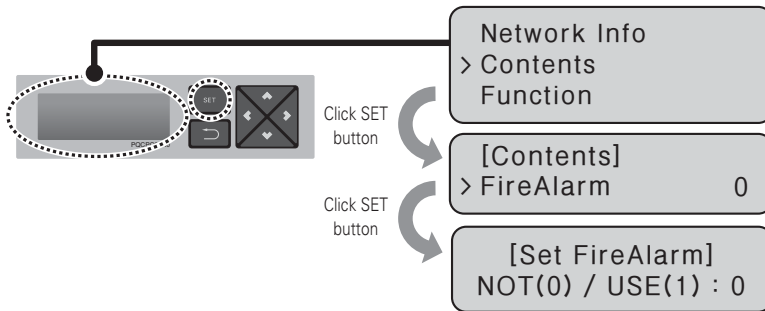 Network Info
> Contents
Function
SET
Click SET
button
[Contents]
> FireAlarm 0
Click SET
button
[Set FireAlarm]
NOT(0) / USE(1) : 0